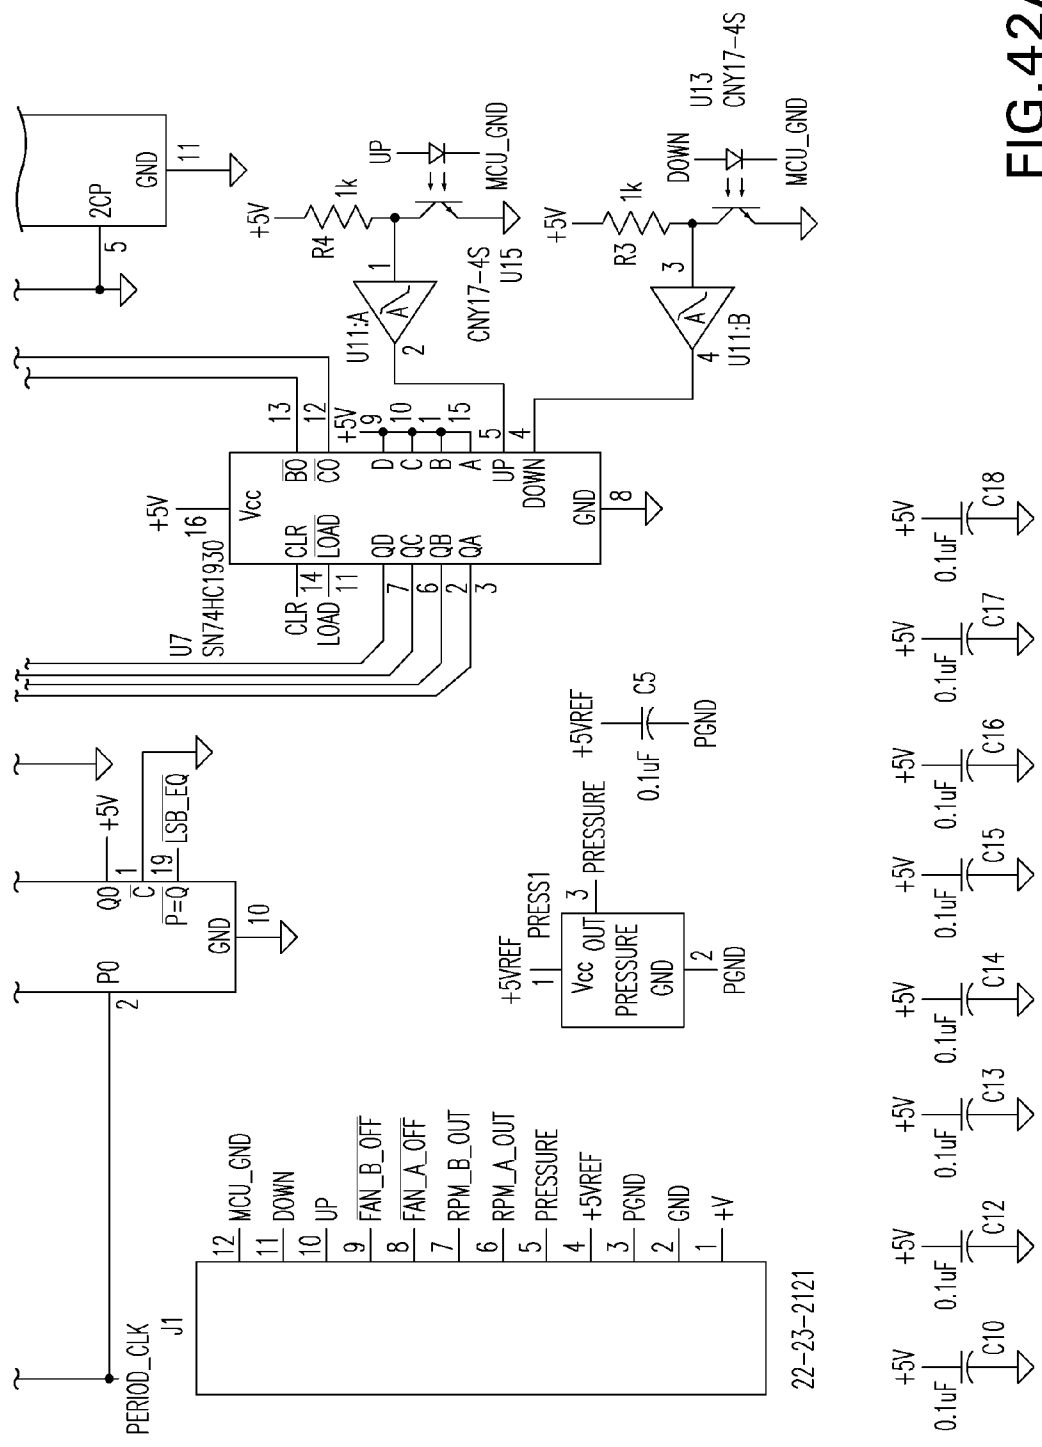 FIG.42A
2CP
5
GND
11
+5V
R4
1k
UP
MCU_GND
CNY17-4S
U15
1
A
U11:A
2
+5V
R3
1k
DOWN
U13
CNY17-4S
MCU_GND
3
A
U11:B
4
U7
SN74HC1930
+5V
16
Vcc
BO
13
CO
12
CLR
14
CLR
LOAD
11
LOAD
+5V
D
9
C
10
B
1
A
15
UP
5
DOWN
4
QD
7
QC
6
QB
2
QA
3
GND
8
P0
2
Q0
+5V
C
1
P=Q
19
LSB_EQ
GND
10
PERIOD_CLK
+5VREF
1
PRESS1
Vcc
OUT
3
PRESSURE
PRESSURE
GND
2
PGND
+5VREF
0.1uF
C5
PGND
J1
12
MCU_GND
11
DOWN
10
UP
9
FAN_B_OFF
8
FAN_A_OFF
7
RPM_B_OUT
6
RPM_A_OUT
5
PRESSURE
4
+5VREF
3
PGND
2
GND
1
+V
22-23-2121
+5V
0.1uF
C10
+5V
0.1uF
C12
+5V
0.1uF
C13
+5V
0.1uF
C14
+5V
0.1uF
C15
+5V
0.1uF
C16
+5V
0.1uF
C17
+5V
0.1uF
C18